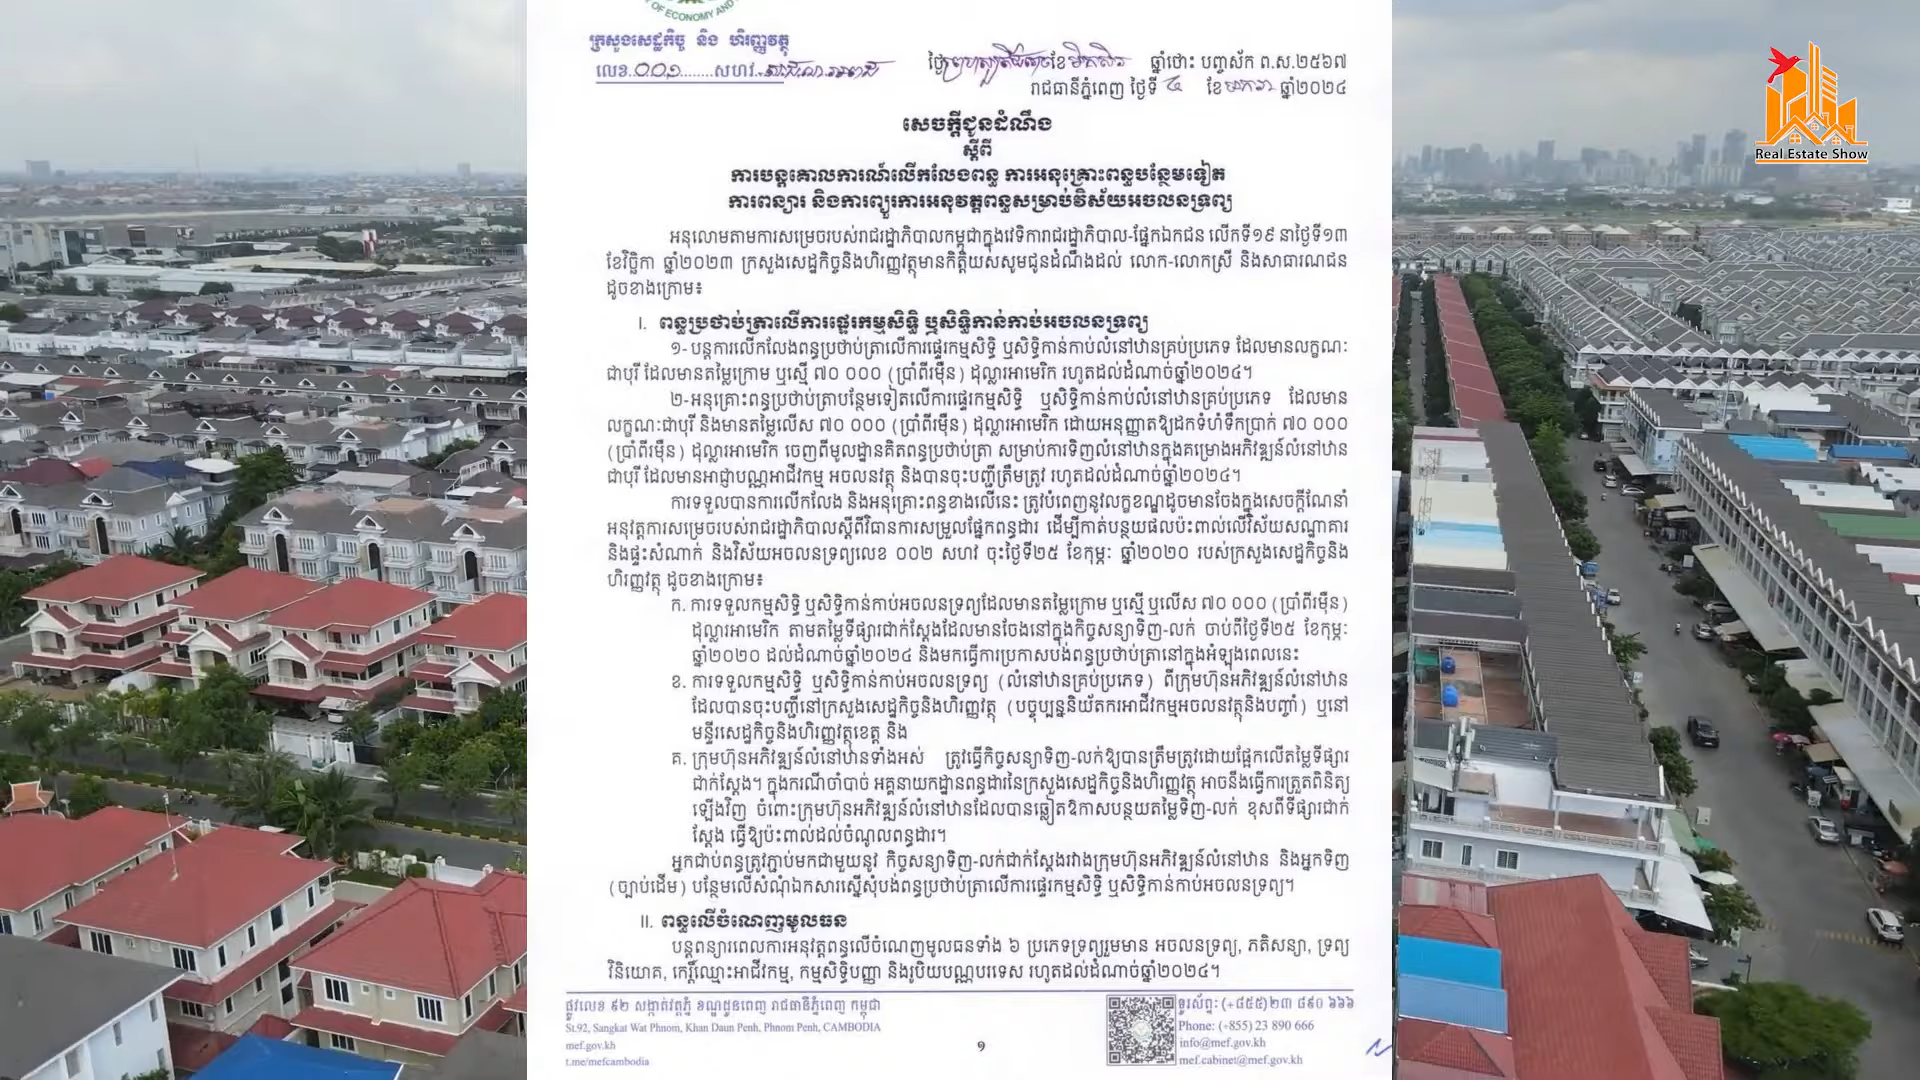 OF ECONOMY AND
ក្រសួងសេដ្ឋកិច្ច និង ហិរញ្ញវត្ថុ
លេខ.០០១........សហវ.
ឆ្នាំថោះ បញ្ចស័ក ព.ស.២៥៦៧
រាជធានីភ្នំពេញ ថ្ងៃទី ៤ ខែមករា ឆ្នាំ២០២៤
សេចក្តីជូនដំណឹង
ស្តីពី
ការបន្តគោលការណ៍លើកលែងពន្ធ ការអនុគ្រោះពន្ធបន្ថែមទៀត
ការពន្យារ និងការព្យួរការអនុវត្តពន្ធសម្រាប់វិស័យអចលនទ្រព្យ
អនុលោមតាមការសម្រេចរបស់រាជរដ្ឋាភិបាលកម្ពុជាក្នុងវេទិការាជរដ្ឋាភិបាល-ផ្នែកឯកជន លើកទី១៩ នាថ្ងៃទី១៣
ខែវិច្ឆិកា ឆ្នាំ២០២៣ ក្រសួងសេដ្ឋកិច្ចនិងហិរញ្ញវត្ថុមានកិត្តិយសសូមជូនដំណឹងដល់ លោក-លោកស្រី និងសាធារណជន
ដូចខាងក្រោម៖
I. ពន្ធប្រថាប់ត្រាលើការផ្ទេរកម្មសិទ្ធិ ឬសិទ្ធិកាន់កាប់អចលនទ្រព្យ
១- បន្តការលើកលែងពន្ធប្រថាប់ត្រាលើការផ្ទេរកម្មសិទ្ធិ ឬសិទ្ធិកាន់កាប់លំនៅឋានគ្រប់ប្រភេទ ដែលមានលក្ខណៈ
ជាបុរី ដែលមានតម្លៃក្រោម ឬស្មើ ៧០ ០០០ (ប្រាំពីរម៉ឺន) ដុល្លារអាមេរិក រហូតដល់ដំណាច់ឆ្នាំ២០២៤។
២- អនុគ្រោះពន្ធប្រថាប់ត្រាបន្ថែមទៀតលើការផ្ទេរកម្មសិទ្ធិ ឬសិទ្ធិកាន់កាប់លំនៅឋានគ្រប់ប្រភេទ ដែលមាន
លក្ខណៈជាបុរី និងមានតម្លៃលើស ៧០ ០០០ (ប្រាំពីរម៉ឺន) ដុល្លារអាមេរិក ដោយអនុញ្ញាតឱ្យដកទំហំទឹកប្រាក់ ៧០ ០០០
(ប្រាំពីរម៉ឺន) ដុល្លារអាមេរិក ចេញពីមូលដ្ឋានគិតពន្ធប្រថាប់ត្រា សម្រាប់ការទិញលំនៅឋានក្នុងគម្រោងអភិវឌ្ឍន៍លំនៅឋាន
ជាបុរី ដែលមានអាជ្ញាបណ្ណអាជីវកម្ម អចលនវត្ថុ និងបានចុះបញ្ជីត្រឹមត្រូវ រហូតដល់ដំណាច់ឆ្នាំ២០២៤។
ការទទួលបានការលើកលែង និងអនុគ្រោះពន្ធខាងលើនេះ ត្រូវបំពេញនូវលក្ខខណ្ឌដូចមានចែងក្នុងសេចក្តីណែនាំ
អនុវត្តការសម្រេចរបស់រាជរដ្ឋាភិបាលស្តីពីវិធានការសម្រួលផ្នែកពន្ធដារ ដើម្បីកាត់បន្ថយផលប៉ះពាល់លើវិស័យសណ្ឋាគារ
និងផ្ទះសំណាក់ និងវិស័យអចលនទ្រព្យលេខ ០០២ សហវ ចុះថ្ងៃទី២៥ ខែកុម្ភៈ ឆ្នាំ២០២០ របស់ក្រសួងសេដ្ឋកិច្ចនិង
ហិរញ្ញវត្ថុ ដូចខាងក្រោម៖
ក. ការទទួលកម្មសិទ្ធិ ឬសិទ្ធិកាន់កាប់អចលនទ្រព្យដែលមានតម្លៃក្រោម ឬស្មើ ឬលើស ៧០ ០០០ (ប្រាំពីរម៉ឺន)
ដុល្លារអាមេរិក តាមតម្លៃទីផ្សារជាក់ស្តែងដែលមានចែងនៅក្នុងកិច្ចសន្យាទិញ-លក់ ចាប់ពីថ្ងៃទី២៥ ខែកុម្ភៈ
ឆ្នាំ២០២០ ដល់ដំណាច់ឆ្នាំ២០២៤ និងមកធ្វើការប្រកាសបង់ពន្ធប្រថាប់ត្រានៅក្នុងអំឡុងពេលនេះ
ខ. ការទទួលកម្មសិទ្ធិ ឬសិទ្ធិកាន់កាប់អចលនទ្រព្យ (លំនៅឋានគ្រប់ប្រភេទ) ពីក្រុមហ៊ុនអភិវឌ្ឍន៍លំនៅឋាន
ដែលបានចុះបញ្ជីនៅក្រសួងសេដ្ឋកិច្ចនិងហិរញ្ញវត្ថុ (បច្ចុប្បន្ននិយ័តករអាជីវកម្មអចលនវត្ថុនិងបញ្ចាំ) ឬនៅ
មន្ទីរសេដ្ឋកិច្ចនិងហិរញ្ញវត្ថុខេត្ត និង
គ. ក្រុមហ៊ុនអភិវឌ្ឍន៍លំនៅឋានទាំងអស់ ត្រូវធ្វើកិច្ចសន្យាទិញ-លក់ឱ្យបានត្រឹមត្រូវដោយផ្អែកលើតម្លៃទីផ្សារ
ជាក់ស្តែង។ ក្នុងករណីចាំបាច់ អគ្គនាយកដ្ឋានពន្ធដារនៃក្រសួងសេដ្ឋកិច្ចនិងហិរញ្ញវត្ថុ អាចនឹងធ្វើការត្រួតពិនិត្យ
ឡើងវិញ ចំពោះក្រុមហ៊ុនអភិវឌ្ឍន៍លំនៅឋានដែលបានឆ្លៀតឱកាសបន្ថយតម្លៃទិញ-លក់ ខុសពីទីផ្សារជាក់
ស្តែង ធ្វើឱ្យប៉ះពាល់ដល់ចំណូលពន្ធដារ។
អ្នកជាប់ពន្ធត្រូវភ្ជាប់មកជាមួយនូវ កិច្ចសន្យាទិញ-លក់ជាក់ស្តែងរវាងក្រុមហ៊ុនអភិវឌ្ឍន៍លំនៅឋាន និងអ្នកទិញ
(ច្បាប់ដើម) បន្ថែមលើសំណុំឯកសារស្នើសុំបង់ពន្ធប្រថាប់ត្រាលើការផ្ទេរកម្មសិទ្ធិ ឬសិទ្ធិកាន់កាប់អចលនទ្រព្យ។
II. ពន្ធលើចំណេញមូលធន
បន្តពន្យារពេលការអនុវត្តពន្ធលើចំណេញមូលធនទាំង ៦ ប្រភេទទ្រព្យរួមមាន អចលនទ្រព្យ, ភតិសន្យា, ទ្រព្យ
វិនិយោគ, កេរ្តិ៍ឈ្មោះអាជីវកម្ម, កម្មសិទ្ធិបញ្ញា និងរូបិយបណ្ណបរទេស រហូតដល់ដំណាច់ឆ្នាំ២០២៤។
ផ្លូវលេខ ៩២ សង្កាត់វត្តភ្នំ ខណ្ឌដូនពេញ រាជធានីភ្នំពេញ កម្ពុជា
St.92, Sangkat Wat Phnom, Khan Daun Penh, Phnom Penh, CAMBODIA
mef.gov.kh
t.me/mefcambodia
១
ទូរស័ព្ទ: (+៨៥៥)២៣ ៨៩០ ៦៦៦
Phone: (+855) 23 890 666
info@mef.gov.kh
mef.cabinet@mef.gov.kh
Real Estate Show